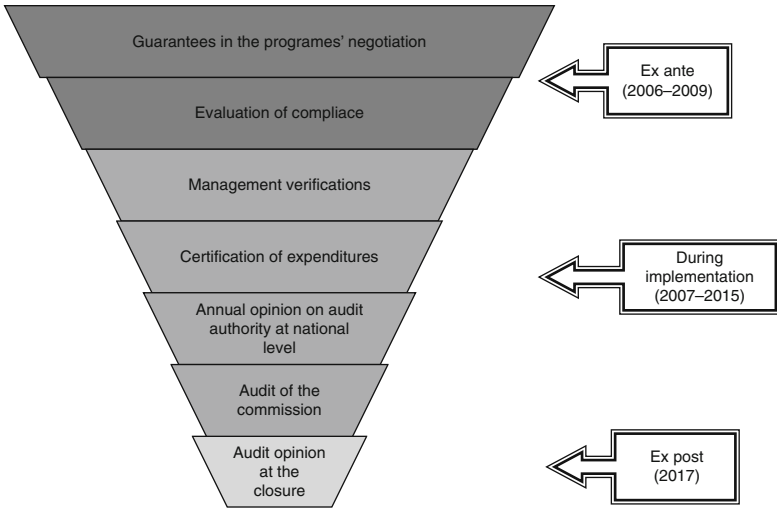 Guarantees in the programes' negotiation
Evaluation of compliace
Management verifications
Certification of expenditures
Annual opinion on audit
authority at national
level
Audit of the
commission
Audit opinion
at the
closure
Ex ante
(2006–2009)
During
implementation
(2007–2015)
Ex post
(2017)